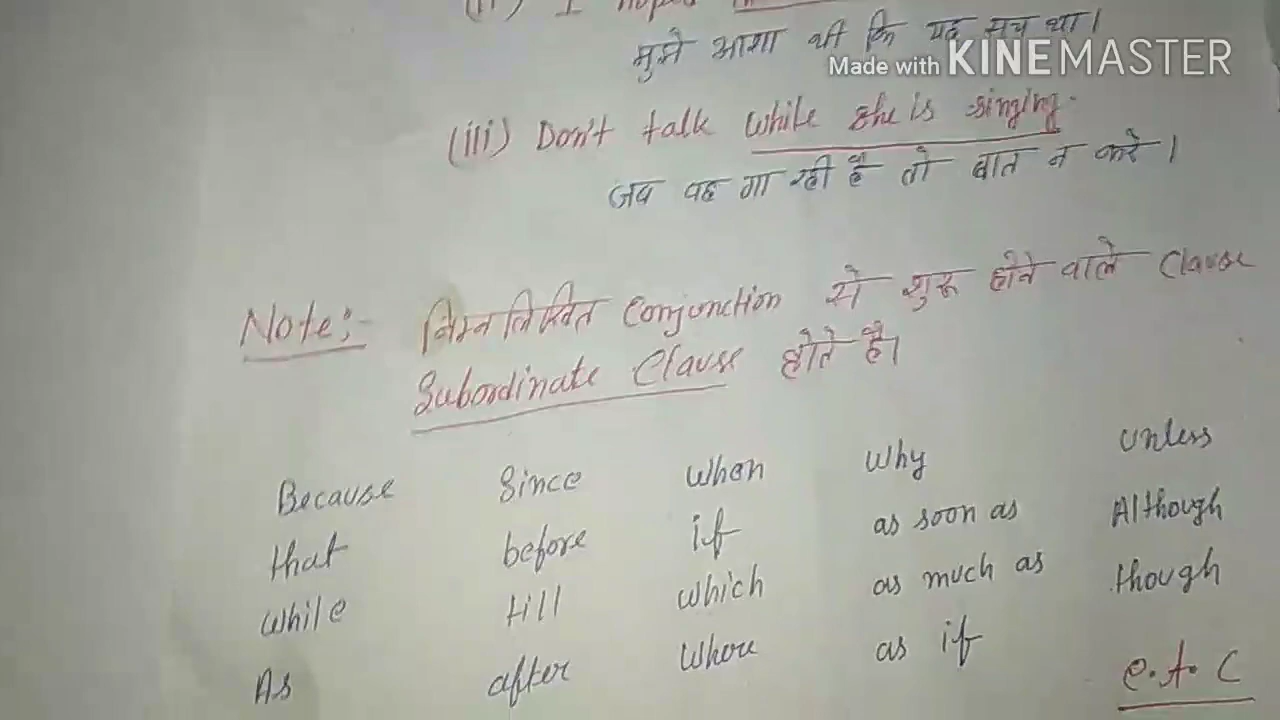 मुझे आशा थी कि यह सच था।
Made with KINEMASTER
(iii) Don't talk while she is singing.
जब वह गा रही है तो बात न करे।
Note:- निम्नलिखित Conjunction से शुरू होने वाले Clause
Subordinate Clause होते है।
Because Since when why unless
that before if as soon as Although
while till which as much as though
As after where as if e.t.c